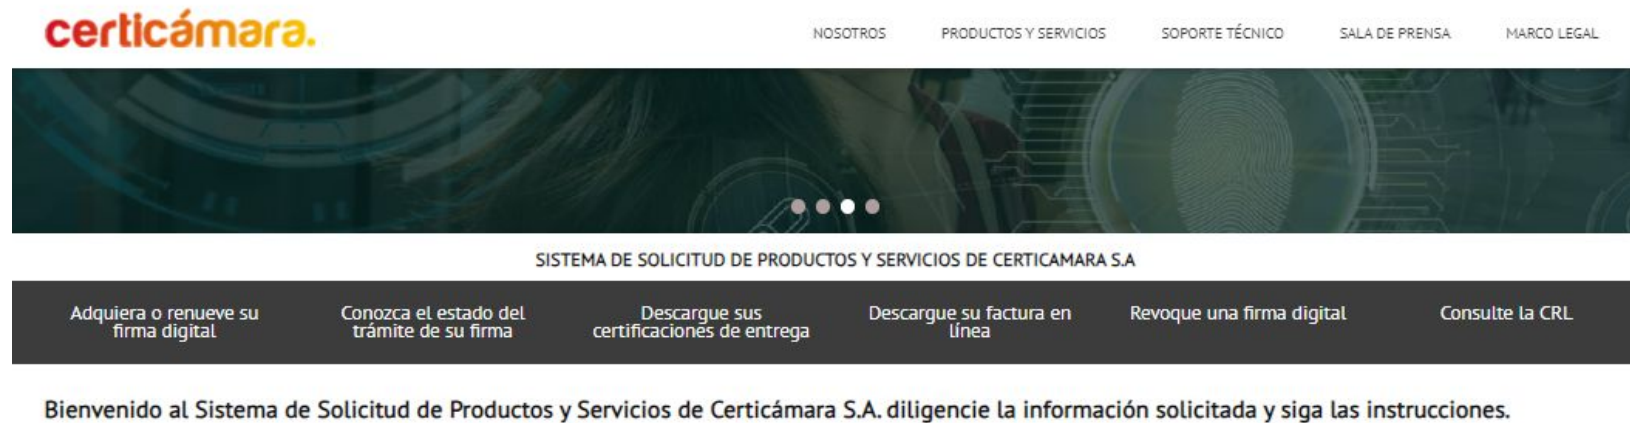 certicámara.
NOSOTROS PRODUCTOS Y SERVICIOS SOPORTE TÉCNICO SALA DE PRENSA MARCO LEGAL
SISTEMA DE SOLICITUD DE PRODUCTOS Y SERVICIOS DE CERTICAMARA S.A
Adquiera o renueve su
firma digital
Conozca el estado del
trámite de su firma
Descargue sus
certificaciones de entrega
Descargue su factura en
línea
Revoque una firma digital
Consulte la CRL
Bienvenido al Sistema de Solicitud de Productos y Servicios de Certicámara S.A. diligencie la información solicitada y siga las instrucciones.